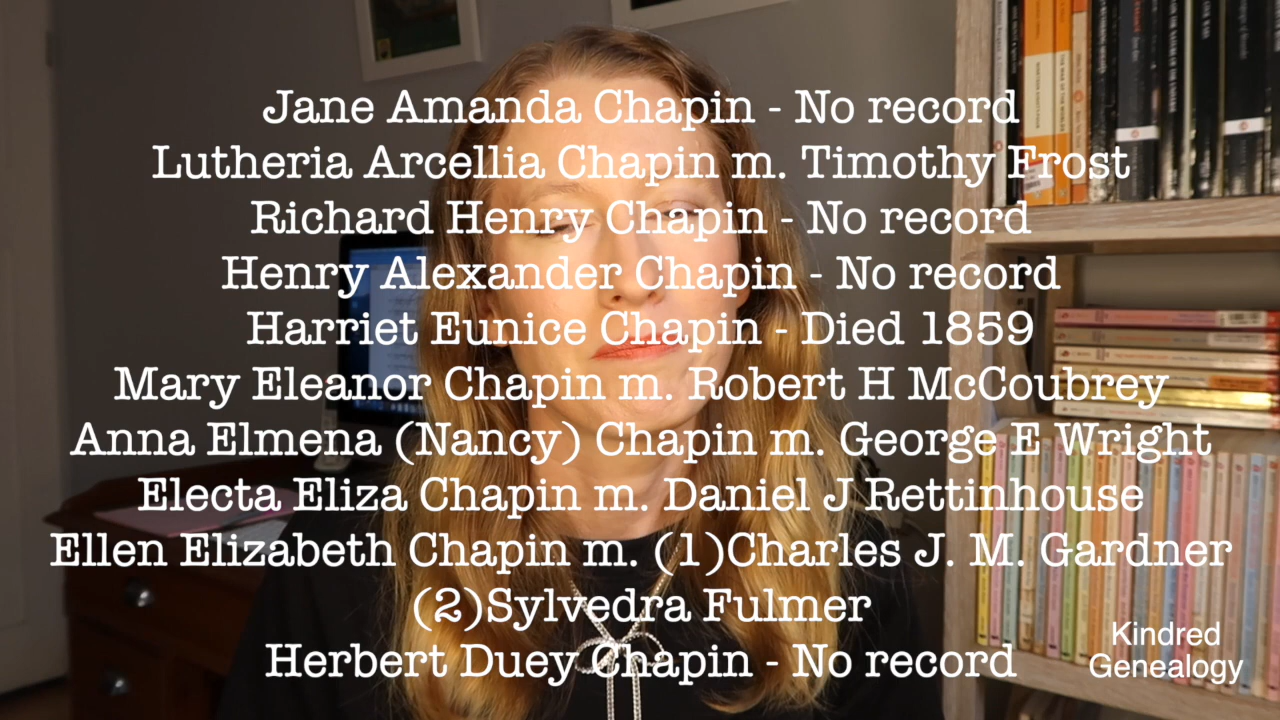 Jane Amanda Chapin - No record
Lutheria Arcellia Chapin m. Timothy Frost
Richard Henry Chapin - No record
Henry Alexander Chapin - No record
Harriet Eunice Chapin - Died 1859
Mary Eleanor Chapin m. Robert H McCoubrey
Anna Elmena (Nancy) Chapin m. George E Wright
Electa Eliza Chapin m. Daniel J Rettinhouse
Ellen Elizabeth Chapin m. (1)Charles J. M. Gardner
(2)Sylvedra Fulmer
Herbert Duey Chapin - No record
Kindred
Genealogy